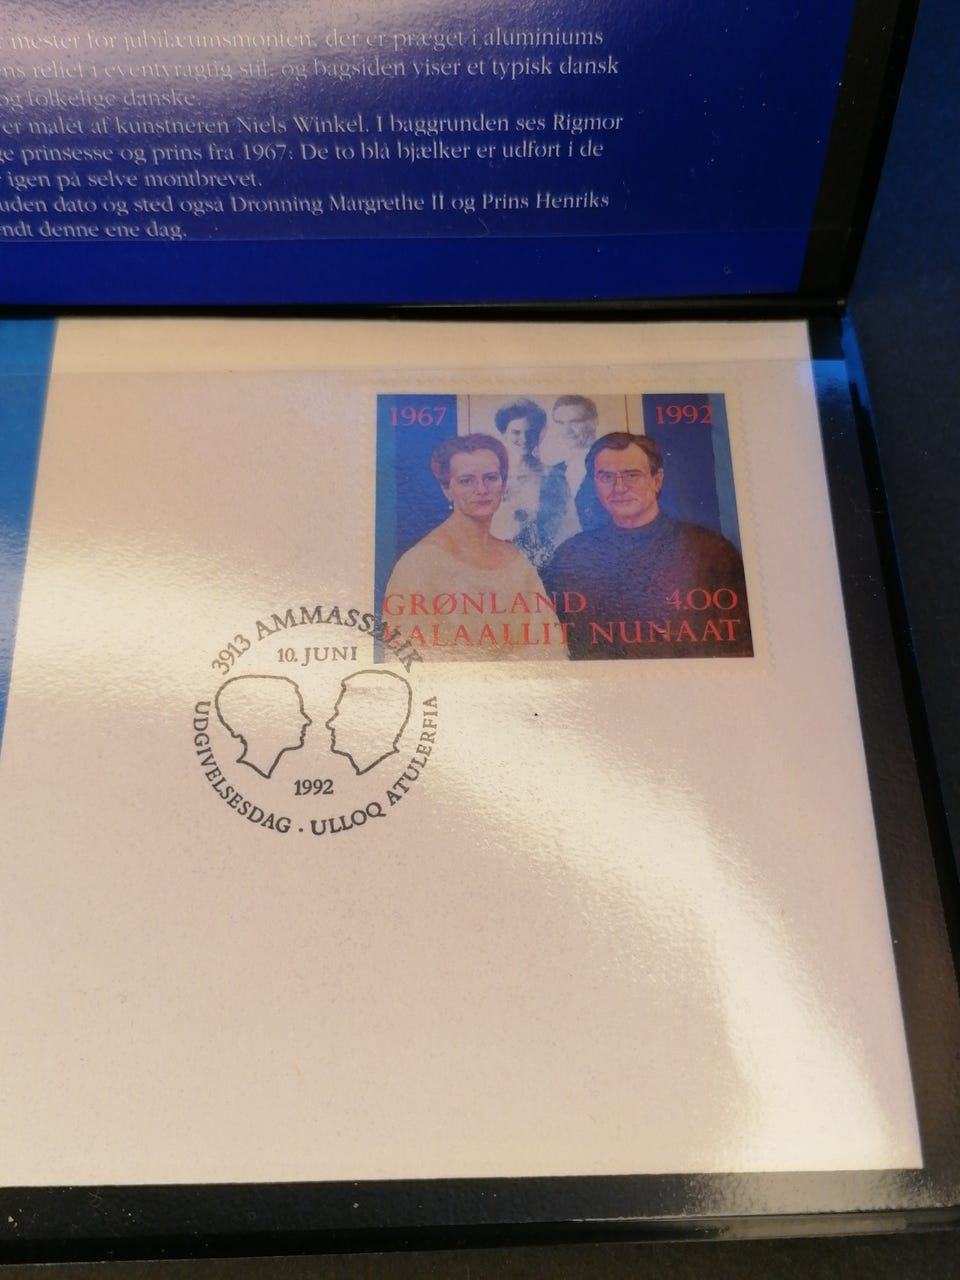 mester for jubilæumsmønten, der er præget i aluminiums
ens relief i eventyragtig stil, og bagsiden viser et typisk dansk
og folkelige danske.
er malet af kunstneren Niels Winkel. I baggrunden ses Rigmor
ge prinsesse og prins fra 1967. De to blå bjælker er udført i de
igen på selve møntbrevet.
uden dato og sted også Dronning Margrethe II og Prins Henriks
endt denne ene dag.
1967 1992
GRØNLAND 4.00
KALAALLIT NUNAAT
3913 AMMASSALIK
10. JUNI
1992
UDGIVELSESDAG · ULLOQ ATULERFIA